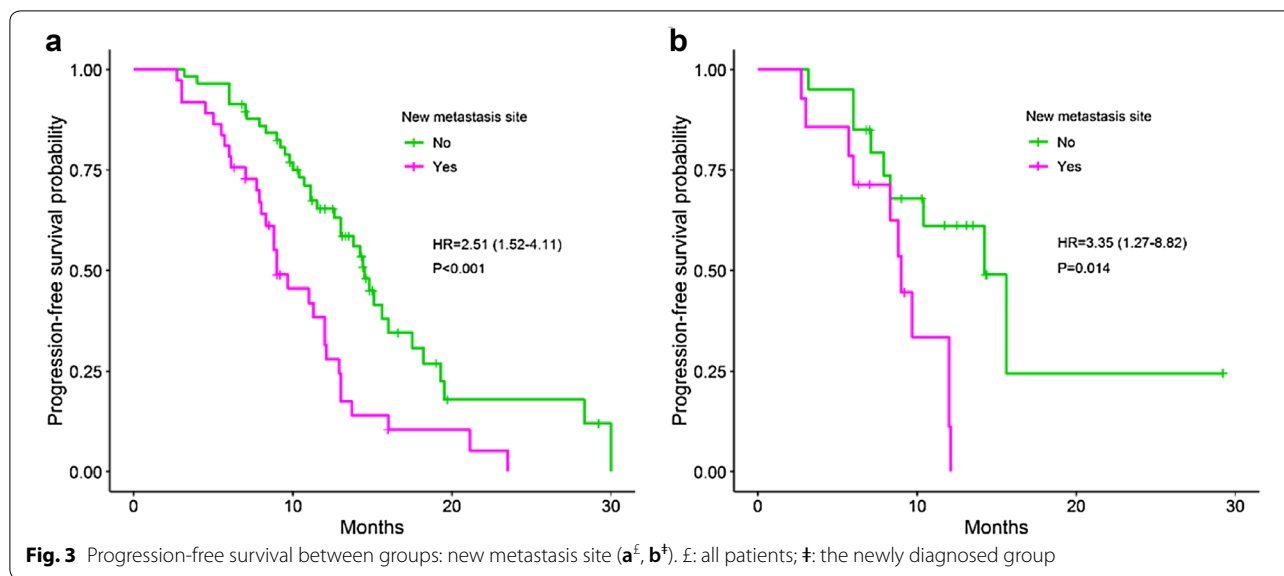 a
Progression-free survival probability
1.00
0.75
0.50
0.25
0.00
New metastasis site
No
Yes
HR=2.51 (1.52-4.11)
P<0.001
0 10 20 30
Months
b
Progression-free survival probability
1.00
0.75
0.50
0.25
0.00
New metastasis site
No
Yes
HR=3.35 (1.27-8.82)
P=0.014
0 10 20 30
Months
Fig. 3 Progression-free survival between groups: new metastasis site (a£, b‡). £: all patients; ‡: the newly diagnosed group